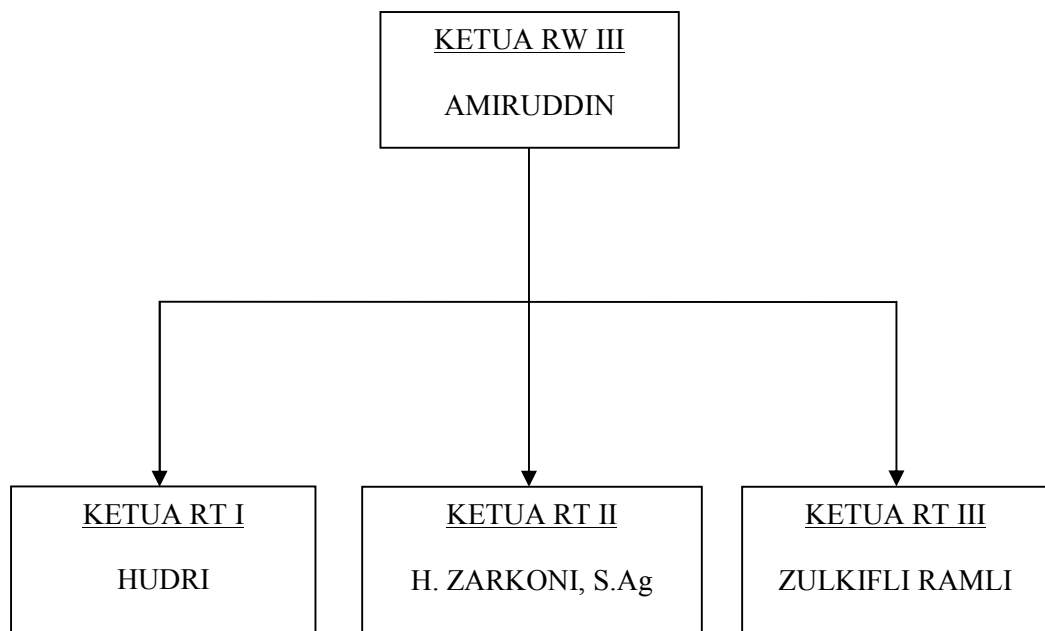 KETUA RW III
AMIRUDDIN
KETUA RT I
HUDRI
KETUA RT II
H. ZARKONI, S.Ag
KETUA RT III
ZULKIFLI RAMLI